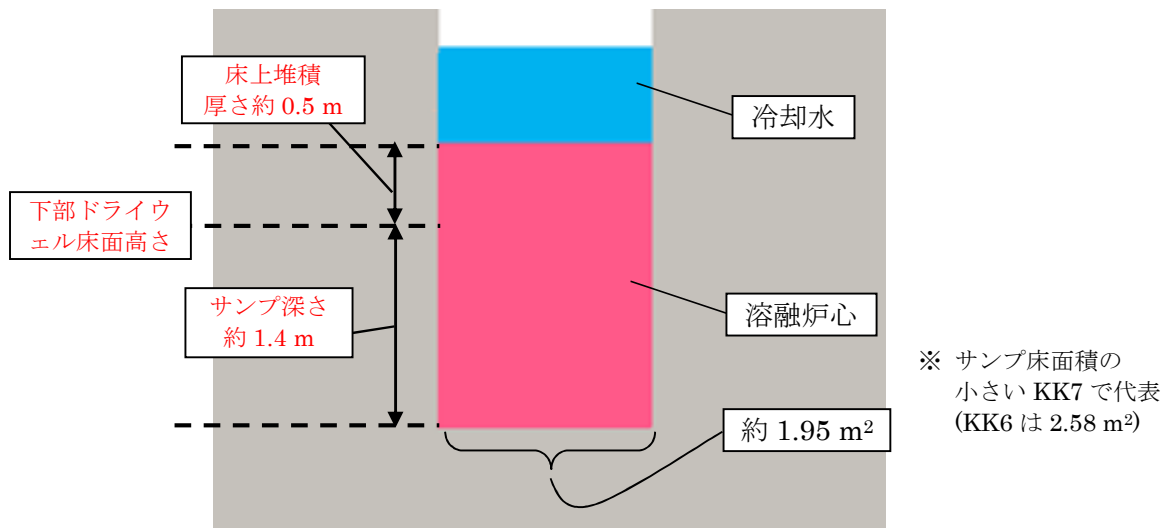 床上堆積
厚さ約 0.5 m
冷却水
下部ドライウ
ェル床面高さ
サンプ深さ
約 1.4 m
溶融炉心
※ サンプ床面積の
小さい KK7 で代表
(KK6 は 2.58 m²)
約 1.95 m²